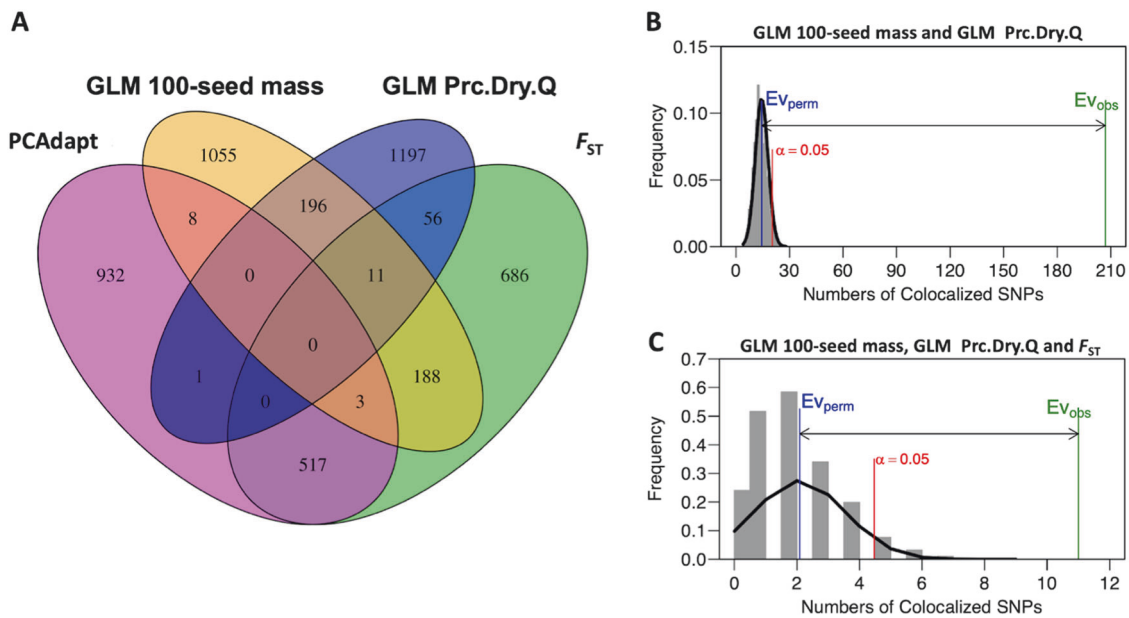 A
GLM 100-seed mass
GLM Prc.Dry.Q
PCAdapt
FST
1055
1197
8
196
56
932
0
11
686
0
1
0
3
188
517
B
GLM 100-seed mass and GLM Prc.Dry.Q
0.15
0.10
0.05
0.00
Frequency
Evperm
Evobs
α = 0.05
0 30 60 90 120 150 180 210
Numbers of Colocalized SNPs
C
GLM 100-seed mass, GLM Prc.Dry.Q and FST
0.7
0.6
0.5
0.4
0.3
0.2
0.1
0.0
Frequency
Evperm
Evobs
α = 0.05
0 2 4 6 8 10 12
Numbers of Colocalized SNPs